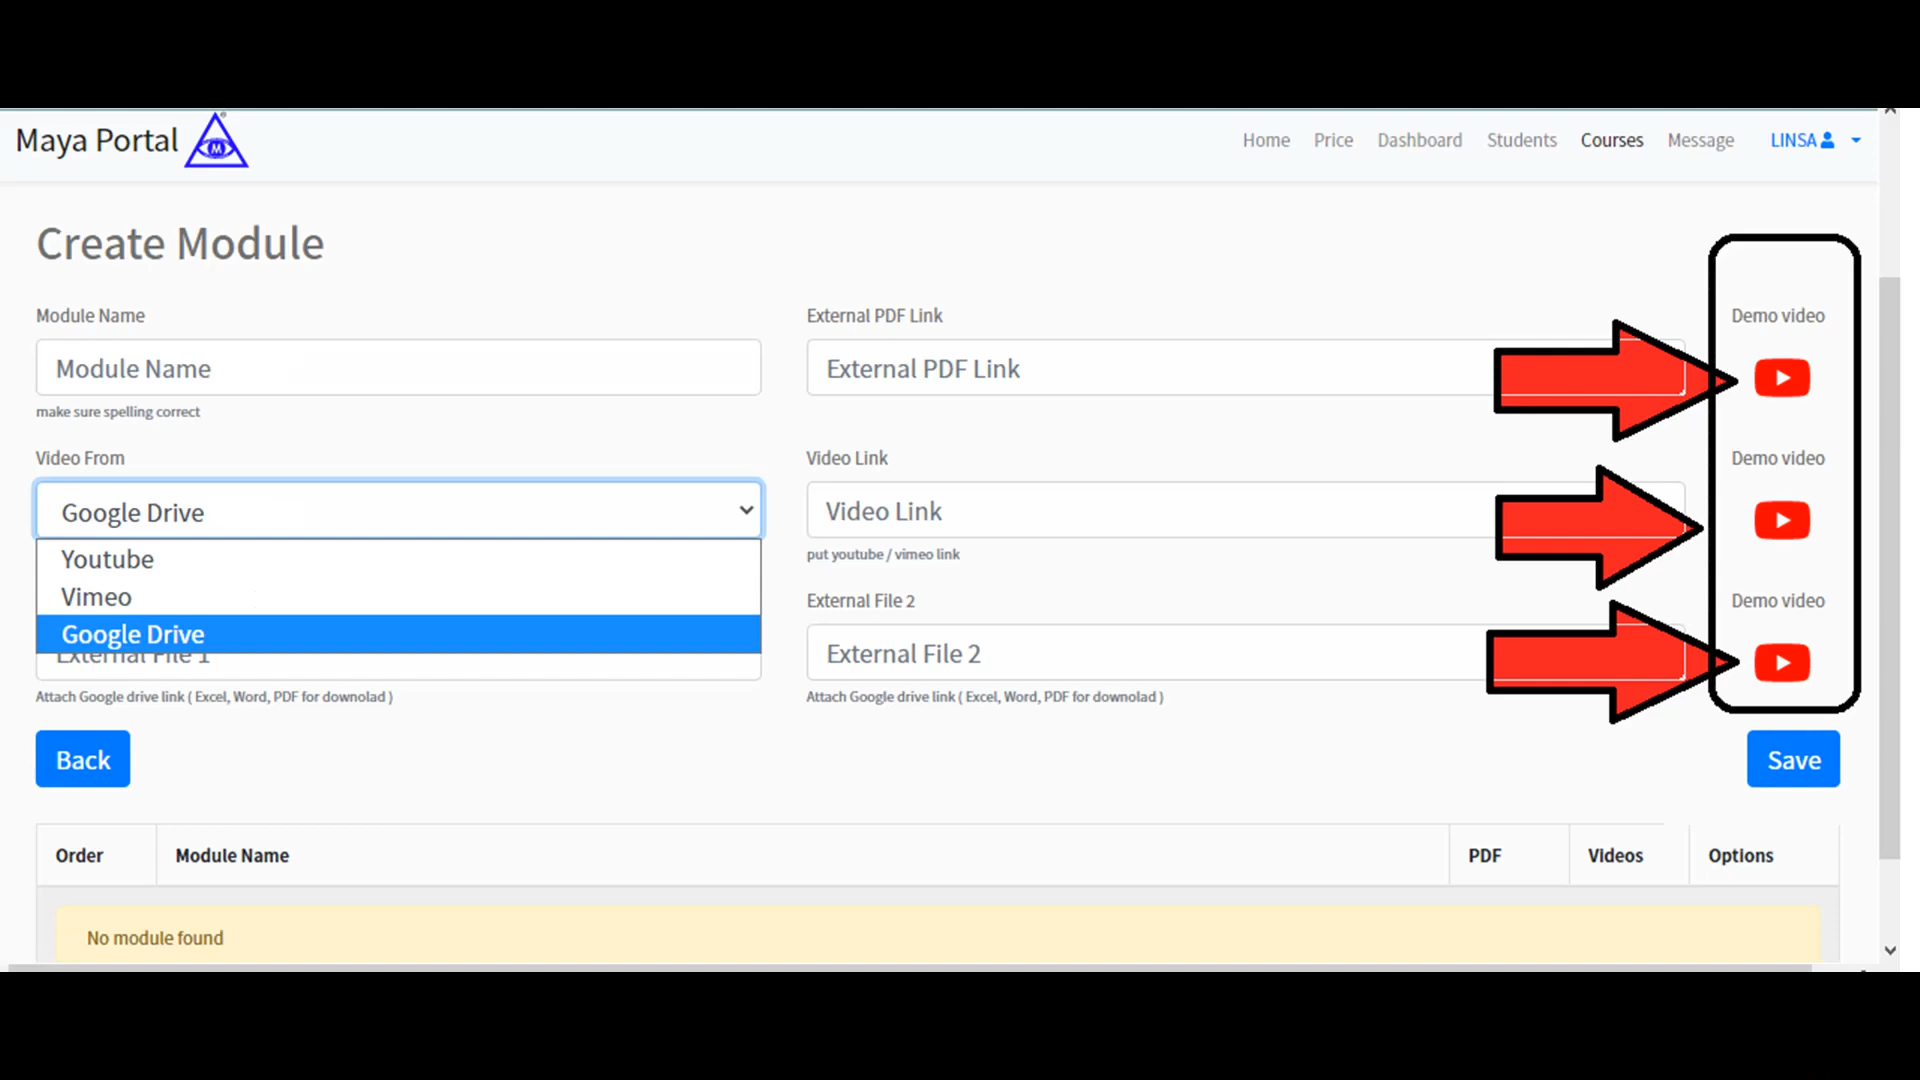 Maya Portal M
Home Price Dashboard Students Courses Message LINSA
Create Module
Module Name
External PDF Link
Demo video
Module Name
External PDF Link
make sure spelling correct
Video From
Video Link
Demo video
Google Drive
Video Link
Youtube
put youtube / vimeo link
Vimeo
External File 2
Demo video
Google Drive
External File 1
External File 2
Attach Google drive link ( Excel, Word, PDF for downolad )
Attach Google drive link ( Excel, Word, PDF for downolad )
Back
Save
Order Module Name PDF Videos Options
No module found